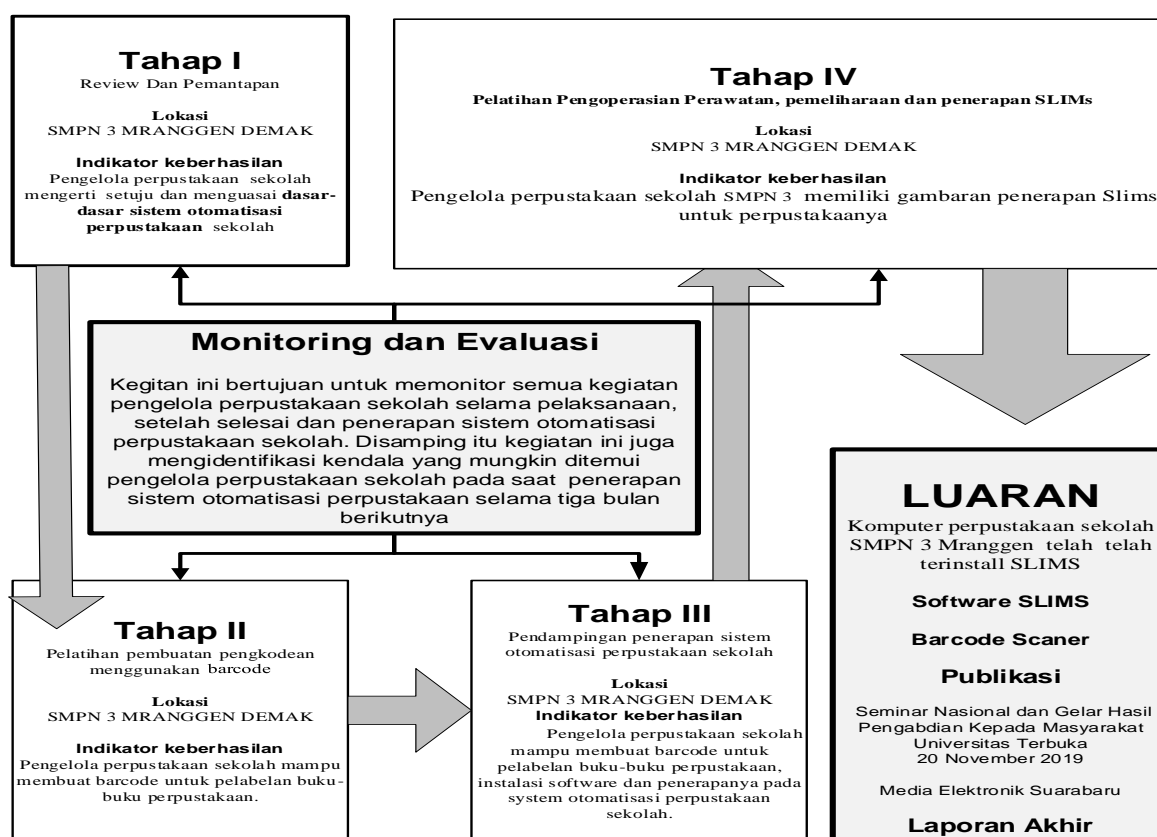 Tahap I
Review Dan Pemantapan
Lokasi
SMPN 3 MRANGGEN DEMAK
Indikator keberhasilan
Pengelola perpustakaan sekolah
mengerti setuju dan menguasai dasar-
dasar sistem otomatisasi
perpustakaan sekolah
Tahap IV
Pelatihan Pengoperasian Perawatan, pemeliharaan dan penerapan SLIMs
Lokasi
SMPN 3 MRANGGEN DEMAK
Indikator keberhasilan
Pengelola perpustakaan sekolah SMPN 3 memiliki gambaran penerapan Slims
untuk perpustakaanya
Monitoring dan Evaluasi
Kegitan ini bertujuan untuk memonitor semua kegiatan
pengelola perpustakaan sekolah selama pelaksanaan,
setelah selesai dan penerapan sistem otomatisasi
perpustakaan sekolah. Disamping itu kegiatan ini juga
mengidentifikasi kendala yang mungkin ditemui
pengelola perpustakaan sekolah pada saat penerapan
sistem otomatisasi perpustakaan selama tiga bulan
berikutnya
Tahap II
Pelatihan pembuatan pengkodean
menggunakan barcode
Lokasi
SMPN 3 MRANGGEN DEMAK
Indikator keberhasilan
Pengelola perpustakaan sekolah mampu
membuat barcode untuk pelabelan buku-
buku perpustakaan.
Tahap III
Pendampingan penerapan sistem
otomatisasi perpustakaan sekolah
Lokasi
SMPN 3 MRANGGEN DEMAK
Indikator keberhasilan
Pengelola perpustakaan sekolah
mampu membuat barcode untuk
pelabelan buku-buku perpustakaan,
instalasi software dan penerapanya pada
system otomatisasi perpustakaan
sekolah.
LUARAN
Komputer perpustakaan sekolah
SMPN 3 Mranggen telah telah
terinstall SLIMS
Software SLIMS
Barcode Scaner
Publikasi
Seminar Nasional dan Gelar Hasil
Pengabdian Kepada Masyarakat
Universitas Terbuka
20 November 2019
Media Elektronik Suarabaru
Laporan Akhir